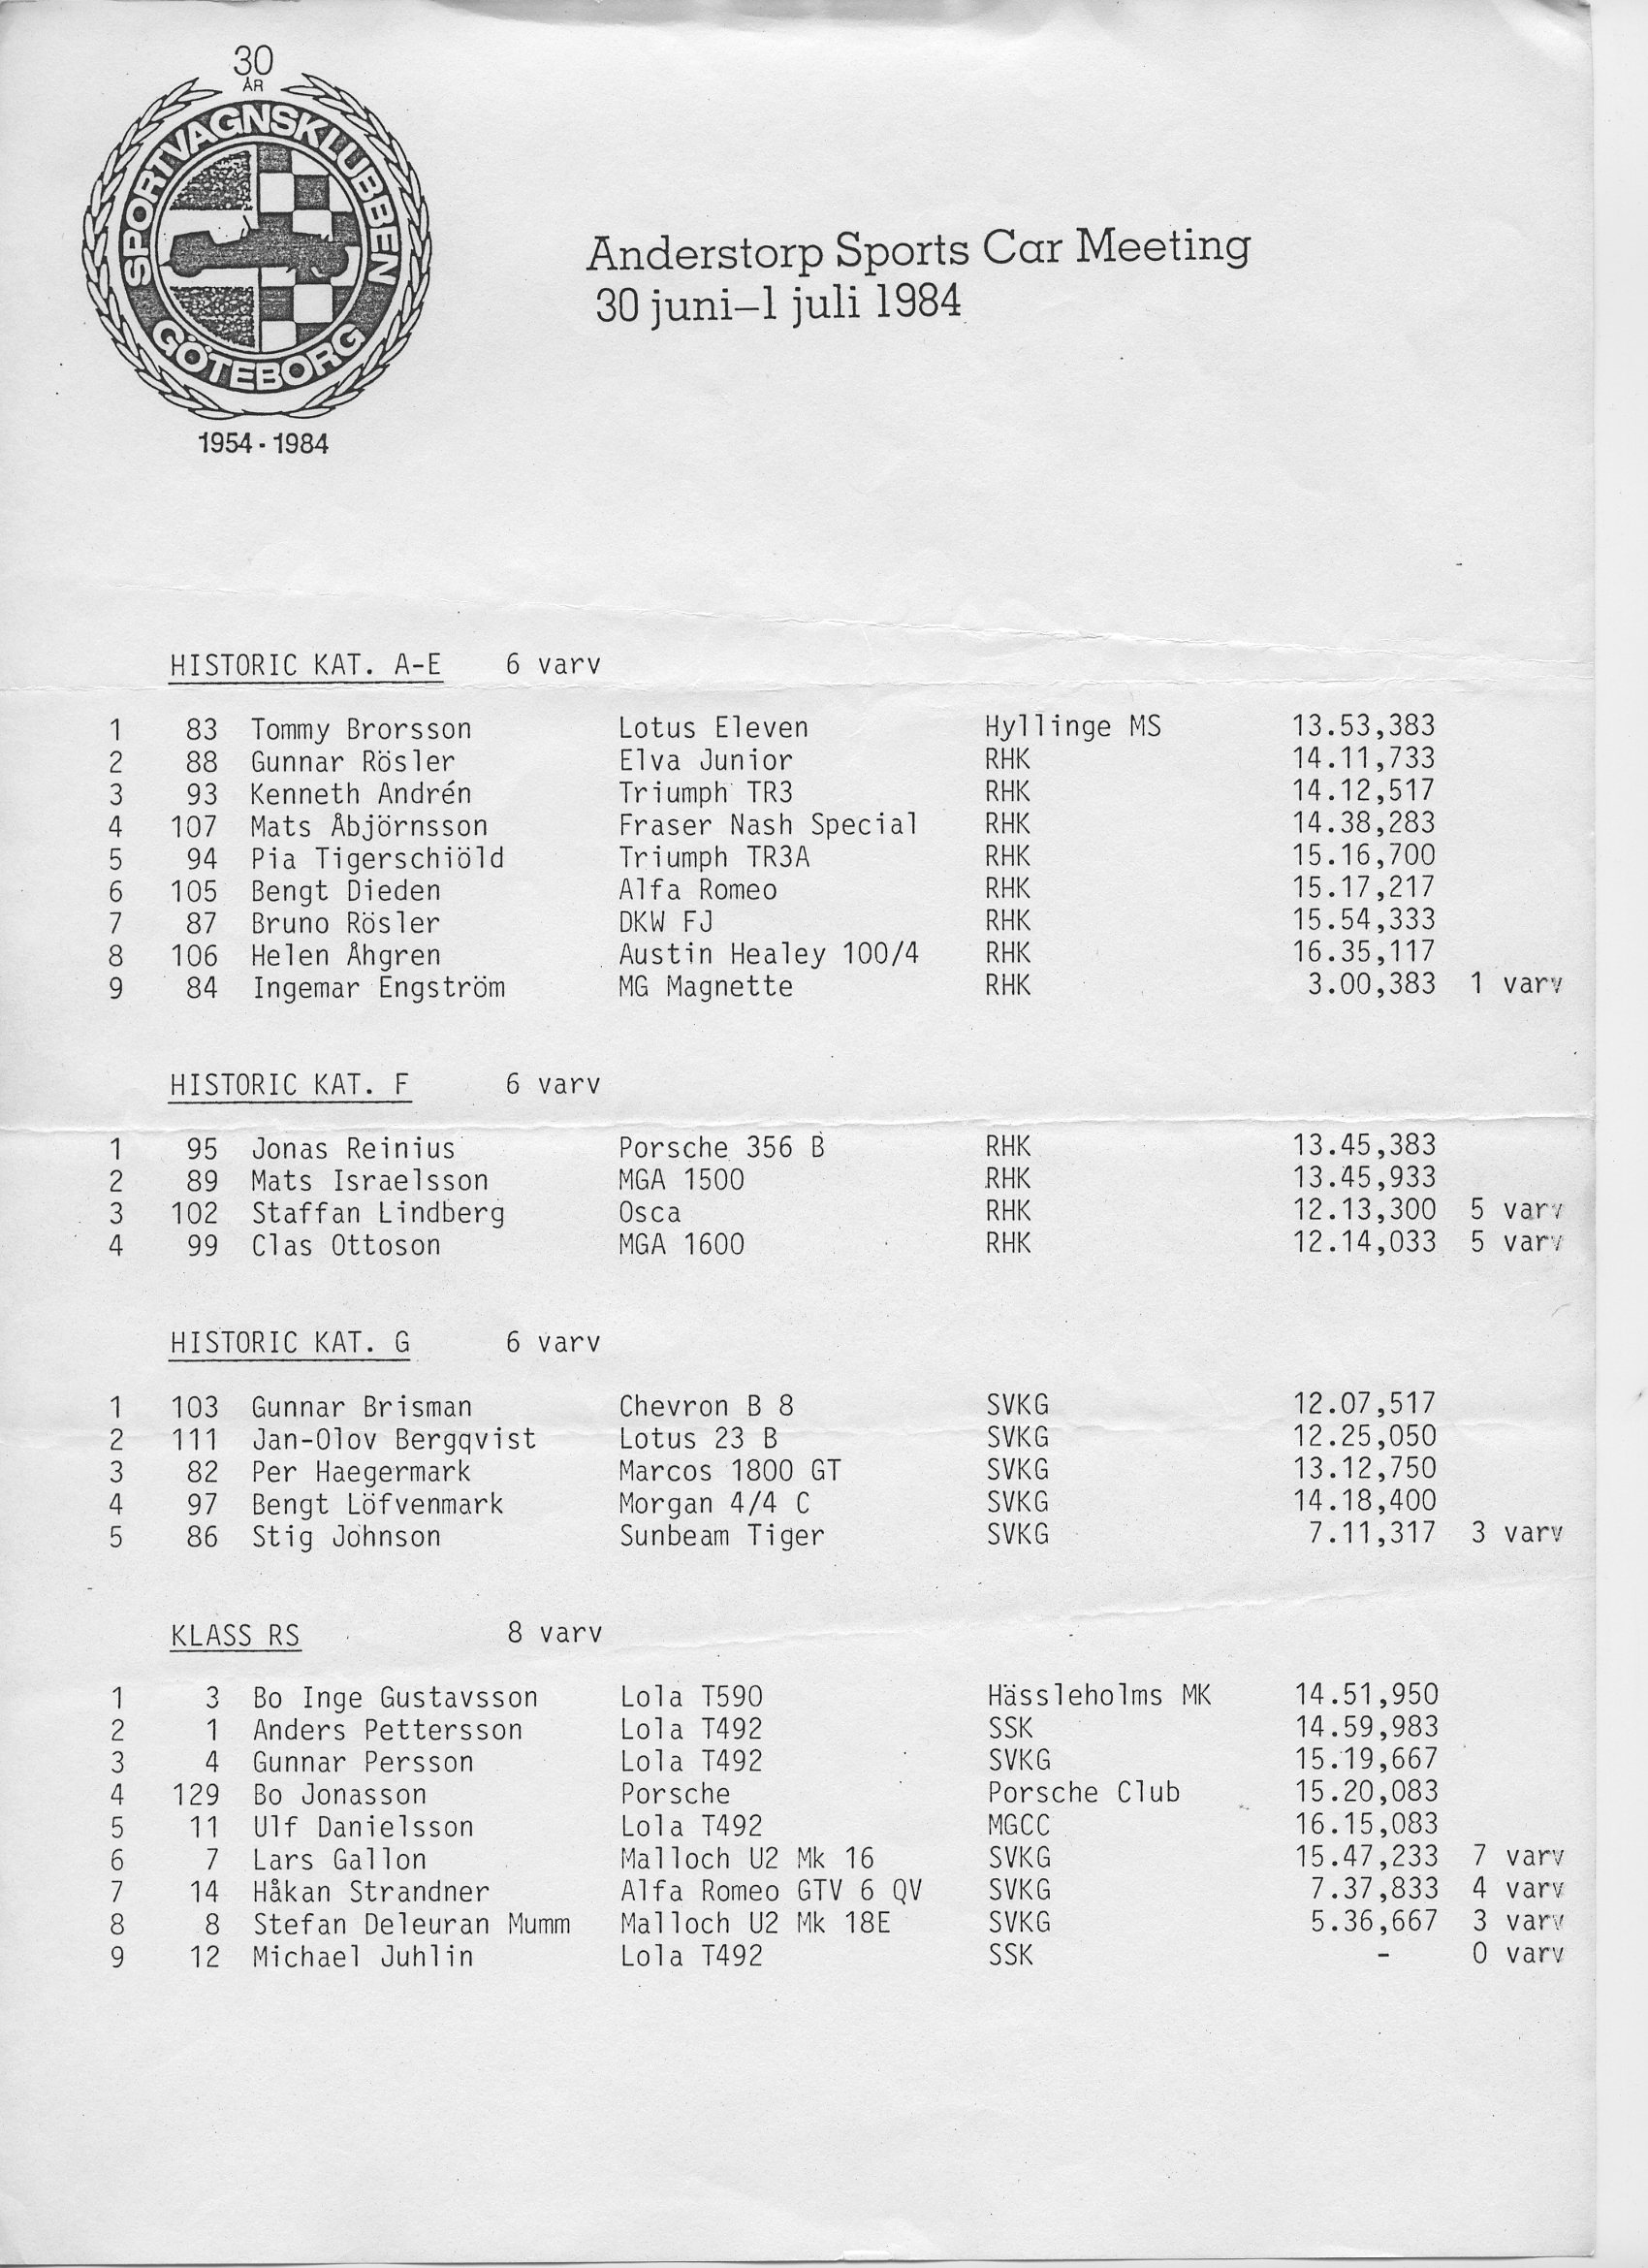 30
ÅR
SPORTVAGNSKLUBBEN
GÖTEBORG
1954-1984
Anderstorp Sports Car Meeting
30 juni–1 juli 1984
HISTORIC KAT. A-E 6 varv
1 83 Tommy Brorsson Lotus Eleven Hyllinge MS 13.53,383
2 88 Gunnar Rösler Elva Junior RHK 14.11,733
3 93 Kenneth Andrén Triumph TR3 RHK 14.12,517
4 107 Mats Åbjörnsson Fraser Nash Special RHK 14.38,283
5 94 Pia Tigerschiöld Triumph TR3A RHK 15.16,700
6 105 Bengt Dieden Alfa Romeo RHK 15.17,217
7 87 Bruno Rösler DKW FJ RHK 15.54,333
8 106 Helen Åhgren Austin Healey 100/4 RHK 16.35,117
9 84 Ingemar Engström MG Magnette RHK 3.00,383 1 varv
HISTORIC KAT. F 6 varv
1 95 Jonas Reinius Porsche 356 B RHK 13.45,383
2 89 Mats Israelsson MGA 1500 RHK 13.45,933
3 102 Staffan Lindberg Osca RHK 12.13,300 5 varv
4 99 Clas Ottoson MGA 1600 RHK 12.14,033 5 varv
HISTORIC KAT. G 6 varv
1 103 Gunnar Brisman Chevron B 8 SVKG 12.07,517
2 111 Jan-Olov Bergqvist Lotus 23 B SVKG 12.25,050
3 82 Per Haegermark Marcos 1800 GT SVKG 13.12,750
4 97 Bengt Löfvenmark Morgan 4/4 C SVKG 14.18,400
5 86 Stig Johnson Sunbeam Tiger SVKG 7.11,317 3 varv
KLASS RS 8 varv
1 3 Bo Inge Gustavsson Lola T590 Hässleholms MK 14.51,950
2 1 Anders Pettersson Lola T492 SSK 14.59,983
3 4 Gunnar Persson Lola T492 SVKG 15.19,667
4 129 Bo Jonasson Porsche Porsche Club 15.20,083
5 11 Ulf Danielsson Lola T492 MGCC 16.15,083
6 7 Lars Gallon Malloch U2 Mk 16 SVKG 15.47,233 7 varv
7 14 Håkan Strandner Alfa Romeo GTV 6 QV SVKG 7.37,833 4 varv
8 8 Stefan Deleuran Mumm Malloch U2 Mk 18E SVKG 5.36,667 3 varv
9 12 Michael Juhlin Lola T492 SSK - 0 varv